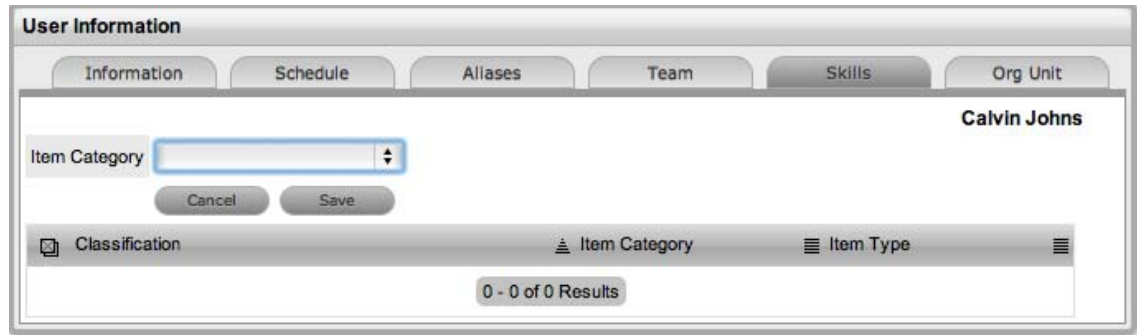 User Information
Information Schedule Aliases Team Skills Org Unit
Calvin Johns
Item Category
Cancel Save
Classification Item Category Item Type
0 - 0 of 0 Results